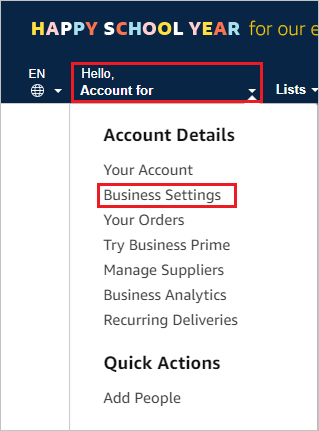 HAPPY SCHOOL YEAR for our e
EN
Hello,
Account for
Lists
Account Details
Your Account
Business Settings
Your Orders
Try Business Prime
Manage Suppliers
Business Analytics
Recurring Deliveries
Quick Actions
Add People